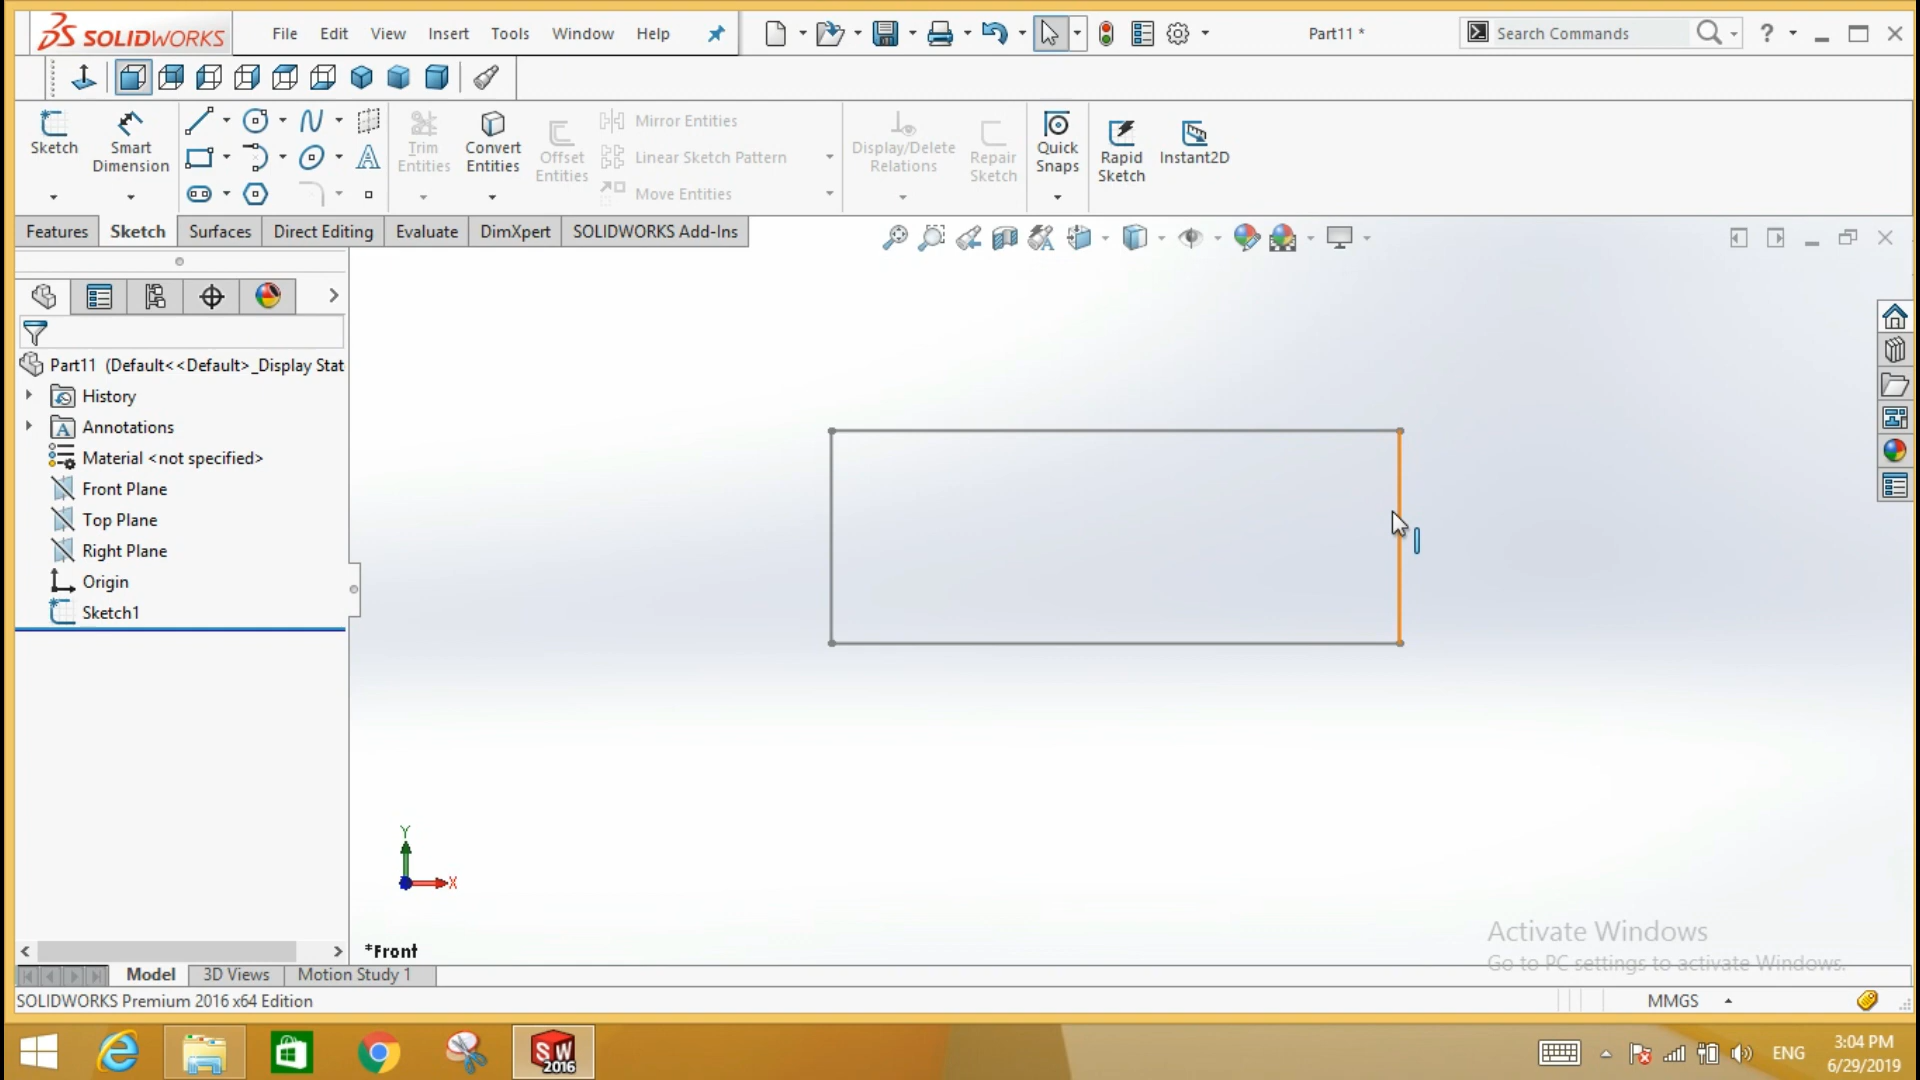 SOLIDWORKS
File Edit View Insert Tools Window Help
Part11 *
Search Commands
?
Sketch
Smart Dimension
Trim Entities
Convert Entities
Offset Entities
Mirror Entities
Linear Sketch Pattern
Move Entities
Display/Delete Relations
Repair Sketch
Quick Snaps
Rapid Sketch
Instant2D
Features Sketch Surfaces Direct Editing Evaluate DimXpert SOLIDWORKS Add-Ins
Part11 (Default<<Default>_Display Stat
History
Annotations
Material <not specified>
Front Plane
Top Plane
Right Plane
Origin
Sketch1
Y
X
*Front
Activate Windows
Go to PC settings to activate Windows.
Model 3D Views Motion Study 1
SOLIDWORKS Premium 2016 x64 Edition
MMGS
SW
2016
ENG
3:04 PM
6/29/2019